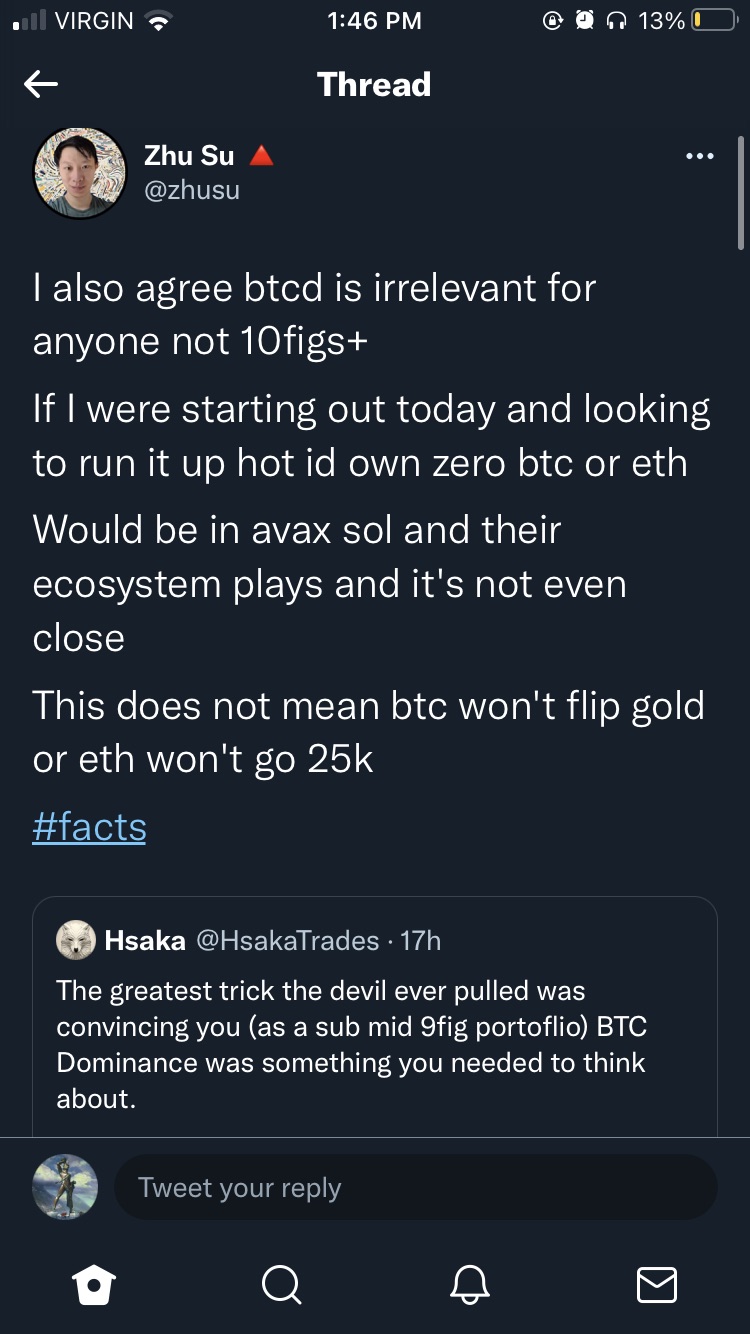 VIRGIN 1:46 PM 13%
Thread
Zhu Su 🔺
@zhusu
I also agree btcd is irrelevant for
anyone not 10figs+
If I were starting out today and looking
to run it up hot id own zero btc or eth
Would be in avax sol and their
ecosystem plays and it's not even
close
This does not mean btc won't flip gold
or eth won't go 25k
#facts
Hsaka @HsakaTrades · 17h
The greatest trick the devil ever pulled was
convincing you (as a sub mid 9fig portoflio) BTC
Dominance was something you needed to think
about.
Tweet your reply